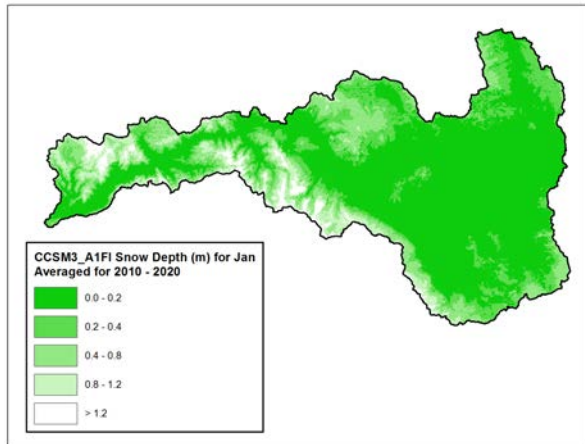 CCSM3_A1FI Snow Depth (m) for Jan
Averaged for 2010 - 2020
0.0 - 0.2
0.2 - 0.4
0.4 - 0.8
0.8 - 1.2
> 1.2